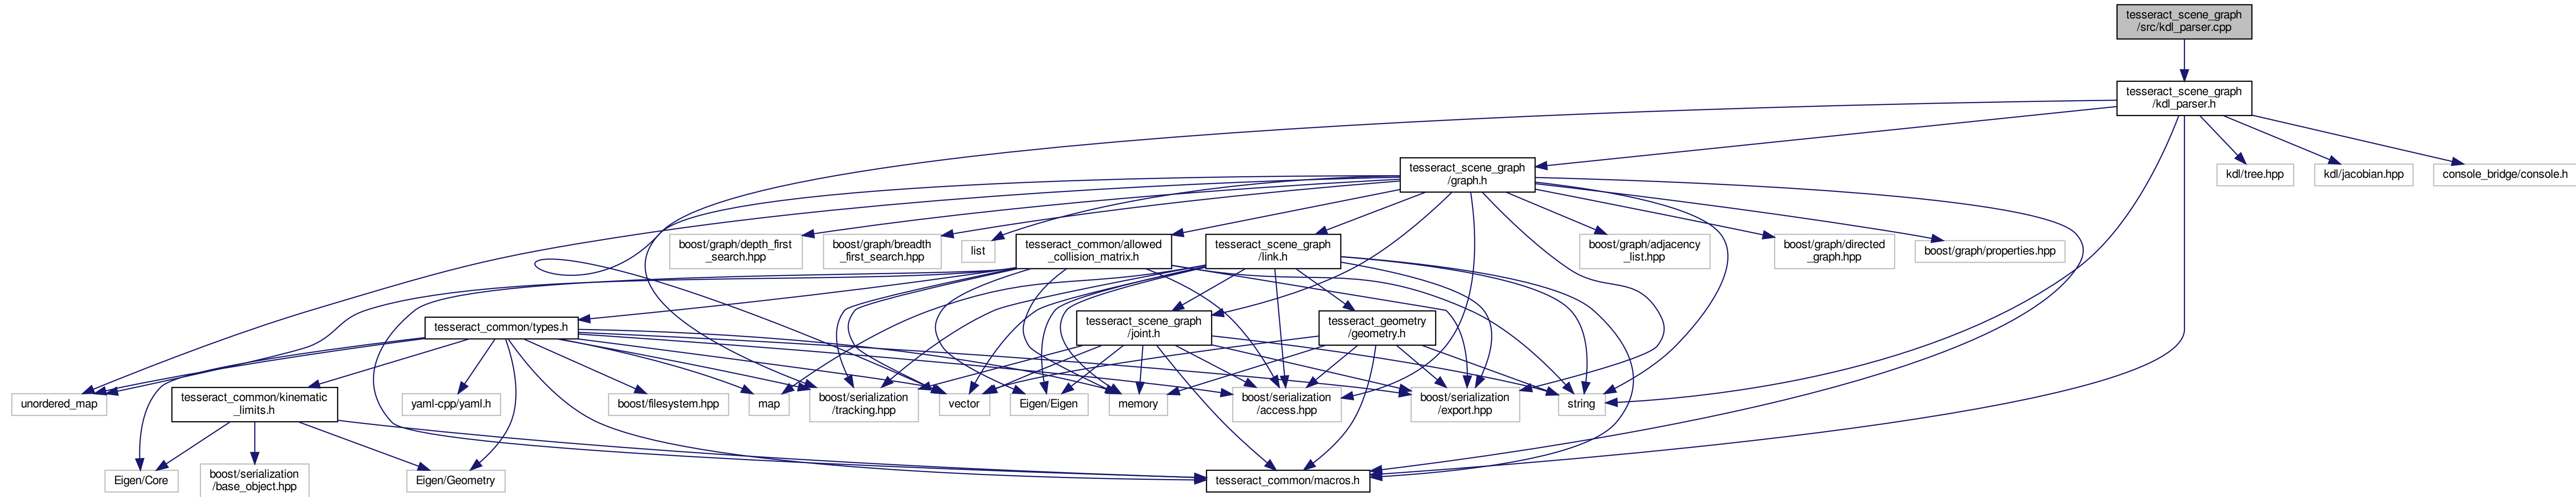 tesseract_scene_graph
/src/kdl_parser.cpp
tesseract_scene_graph
/kdl_parser.h
tesseract_scene_graph
/graph.h
kdl/tree.hpp
kdl/jacobian.hpp
console_bridge/console.h
boost/graph/depth_first
_search.hpp
boost/graph/breadth
_first_search.hpp
list
tesseract_common/allowed
_collision_matrix.h
tesseract_scene_graph
/link.h
boost/graph/adjacency
_list.hpp
boost/graph/directed
_graph.hpp
boost/graph/properties.hpp
tesseract_common/types.h
tesseract_scene_graph
/joint.h
tesseract_geometry
/geometry.h
unordered_map
tesseract_common/kinematic
_limits.h
yaml-cpp/yaml.h
boost/filesystem.hpp
map
boost/serialization
/tracking.hpp
vector
Eigen/Eigen
memory
boost/serialization
/access.hpp
boost/serialization
/export.hpp
string
Eigen/Core
boost/serialization
/base_object.hpp
Eigen/Geometry
tesseract_common/macros.h